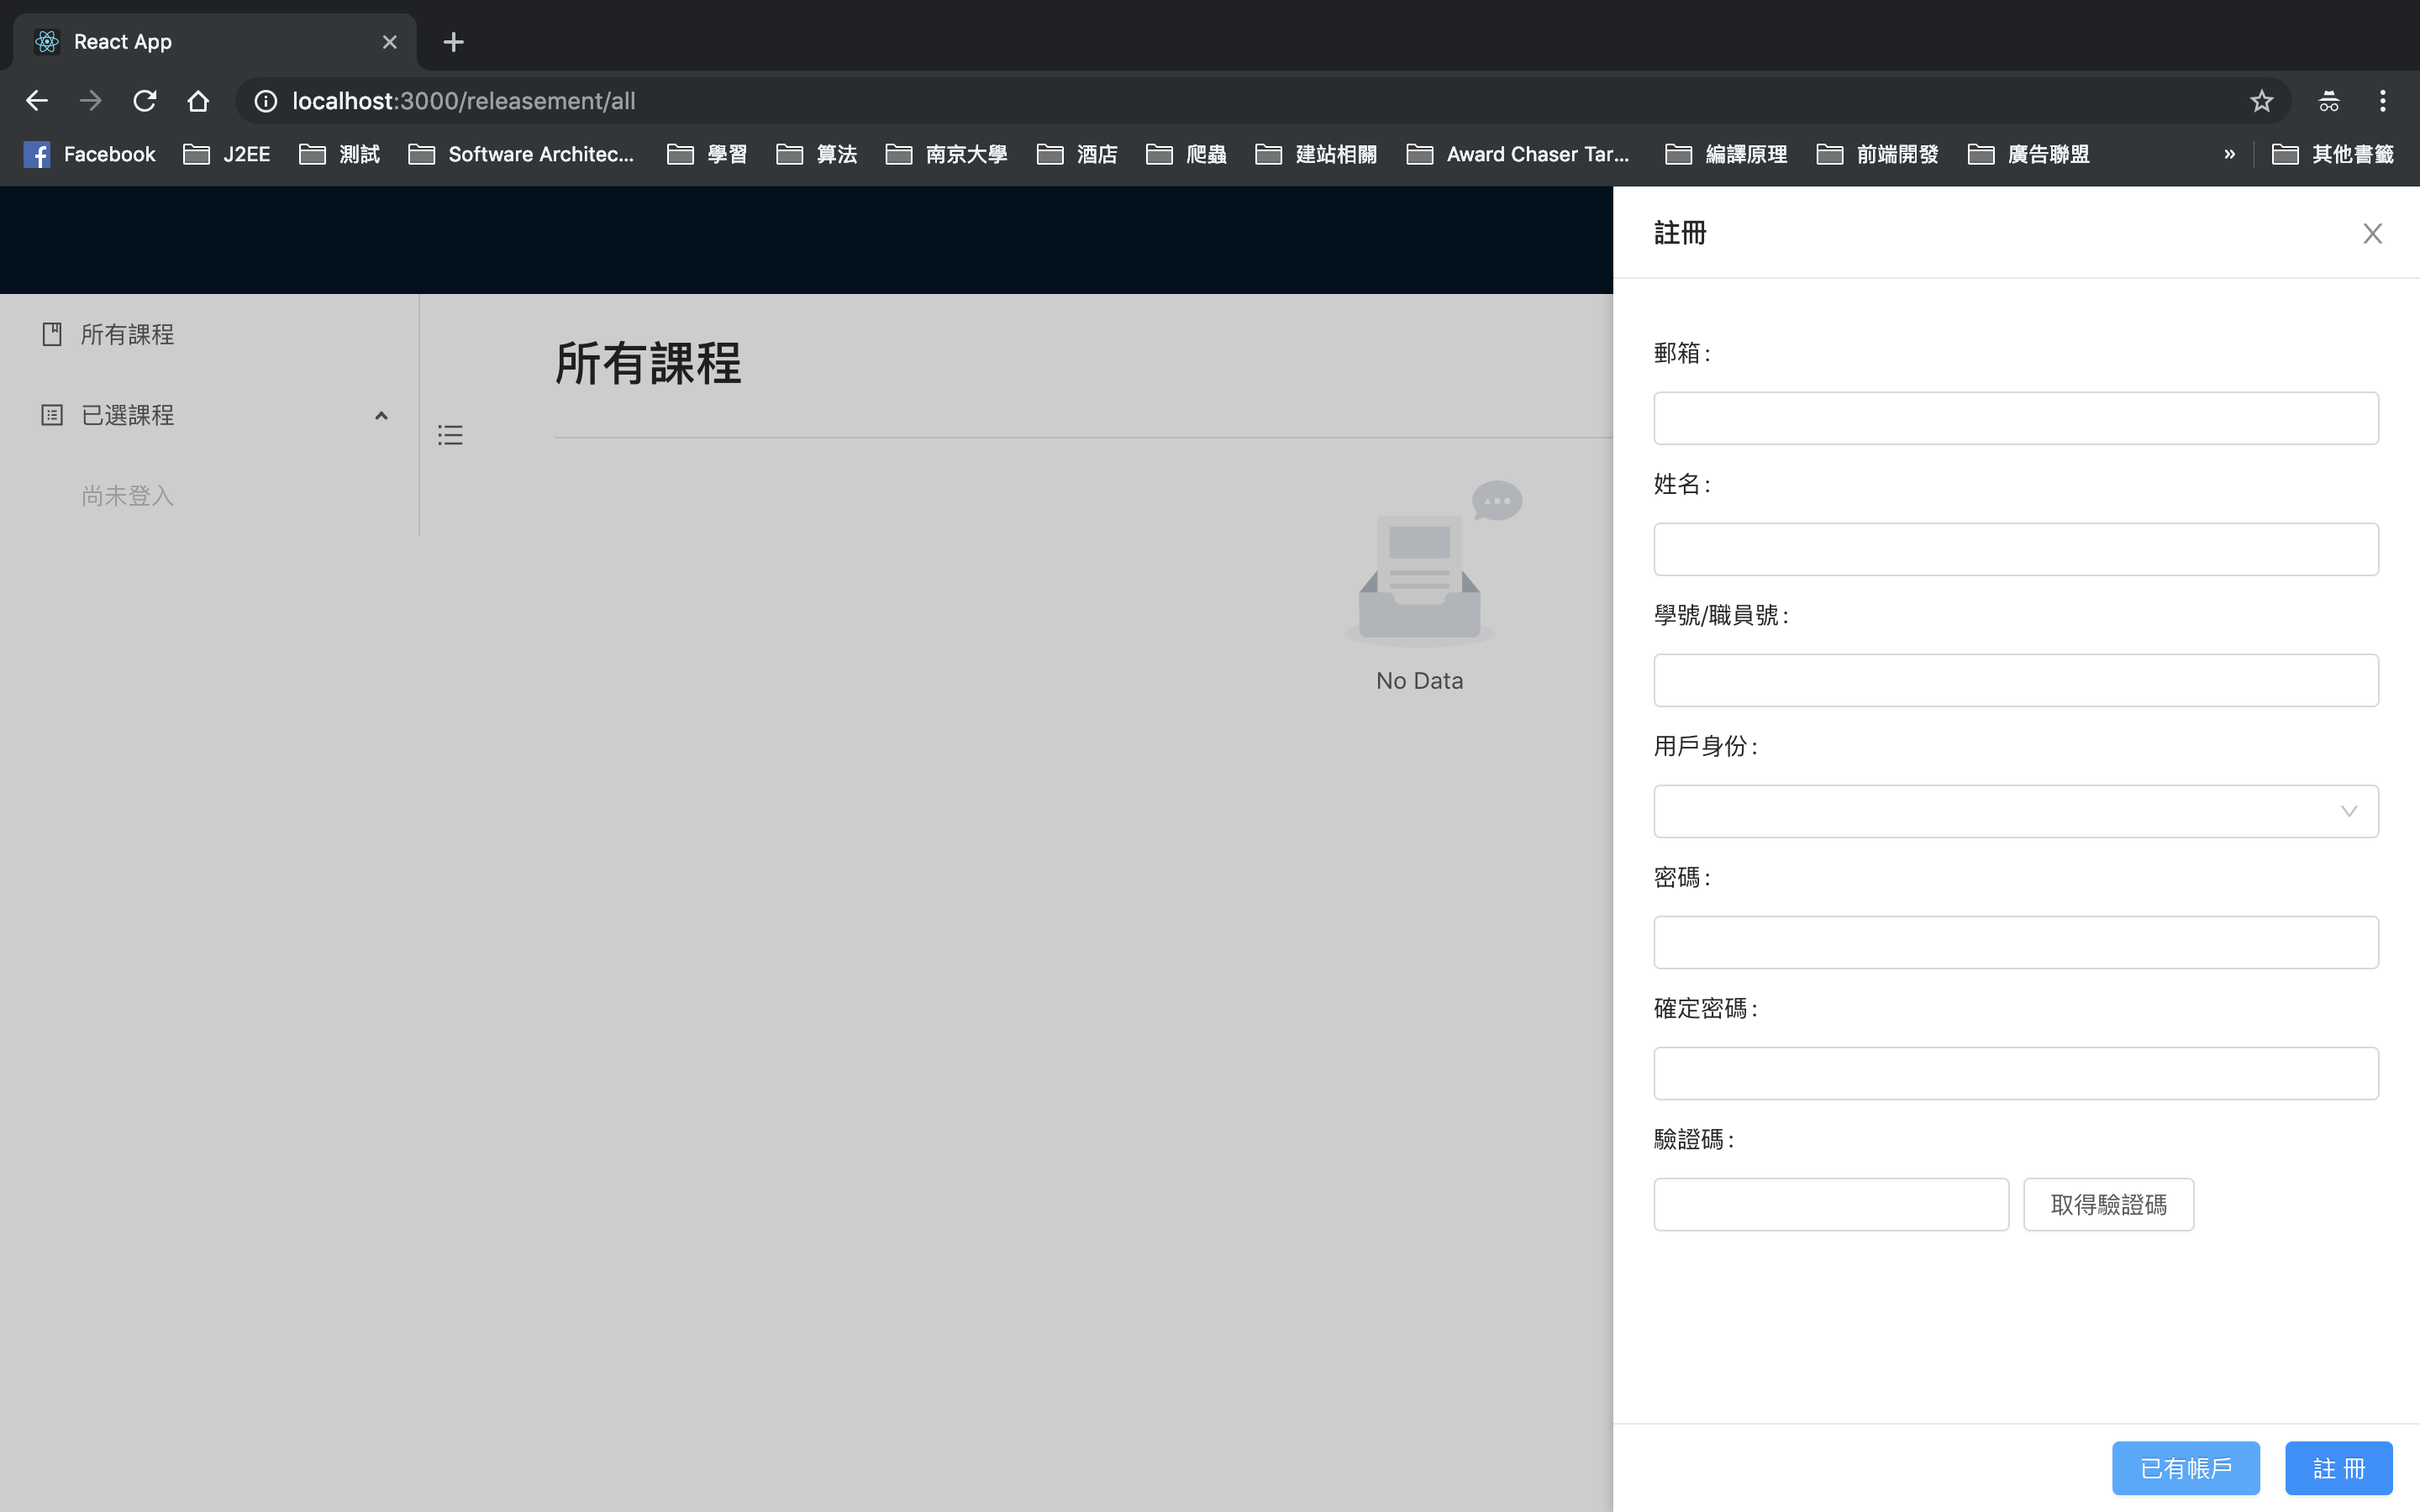 React App
localhost:3000/releasement/all
Facebook J2EE 測試 Software Architec... 學習 算法 南京大學 酒店 爬蟲 建站相關 Award Chaser Tar... 編譯原理 前端開發 廣告聯盟 » 其他書籤
所有課程
已選課程
尚未登入
所有課程
No Data
註冊
郵箱:
姓名:
學號/職員號:
用戶身份:
密碼:
確定密碼:
驗證碼:
取得驗證碼
已有帳戶 註 冊